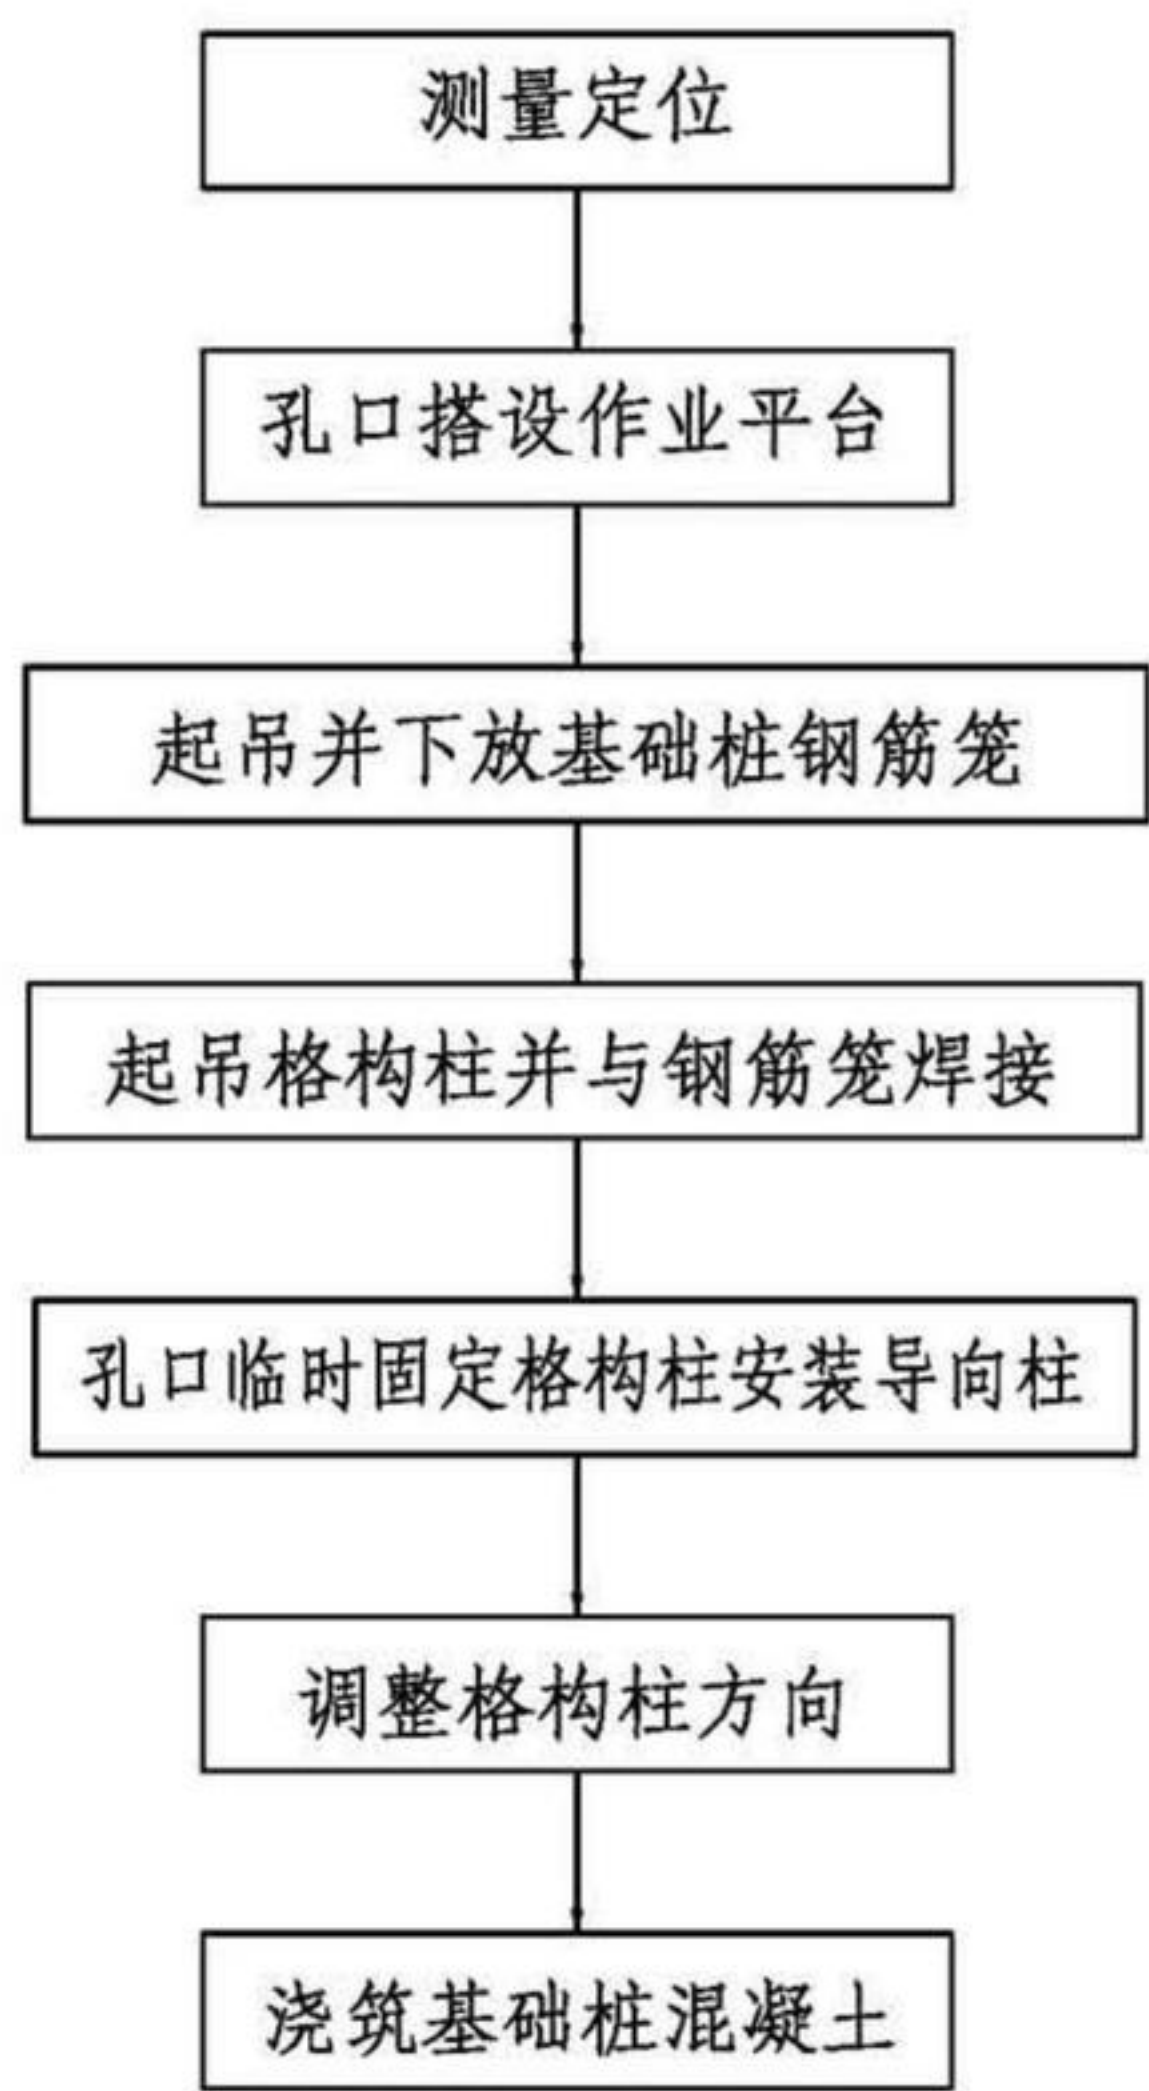 测量定位
孔口搭设作业平台
起吊并下放基础桩钢筋笼
起吊格构柱并与钢筋笼焊接
孔口临时固定格构柱安装导向柱
调整格构柱方向
浇筑基础桩混凝土